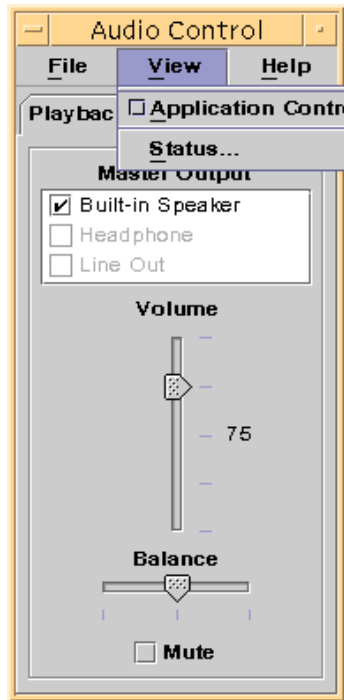 Audio Control
File View Help
Playbac
Application Contr
Status...
Master Output
Built-in Speaker
Headphone
Line Out
Volume
75
Balance
Mute